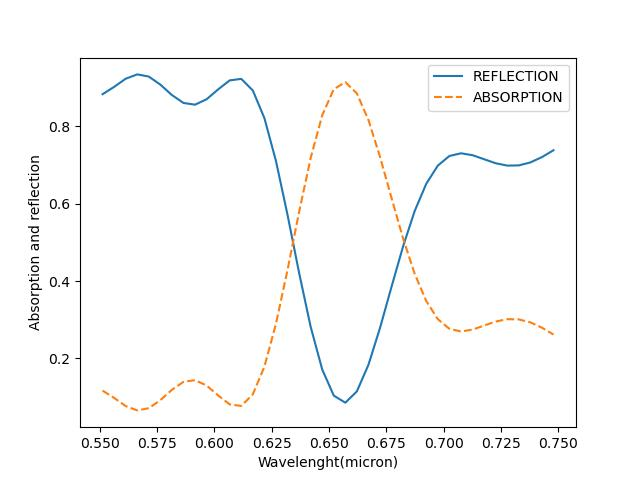 REFLECTION
ABSORPTION
Absorption and reflection
0.8
0.6
0.4
0.2
0.550 0.575 0.600 0.625 0.650 0.675 0.700 0.725 0.750
Wavelenght(micron)